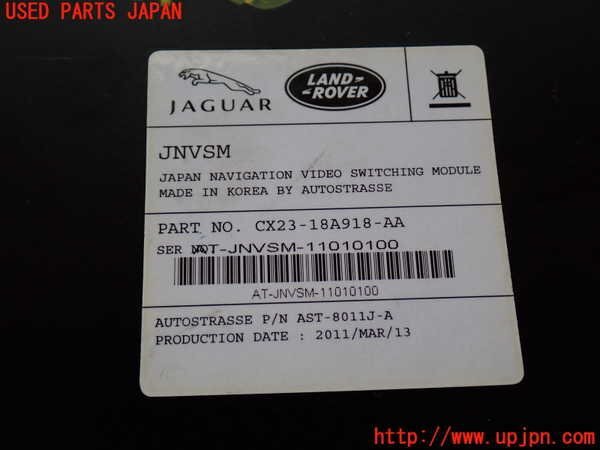 USED PARTS JAPAN
JAGUAR
LAND-
-ROVER
JNVSM
JAPAN NAVIGATION VIDEO SWITCHING MODULE
MADE IN KOREA BY AUTOSTRASSE
PART NO. CX23-18A918-AA
SER NO. AT-JNVSM-11010100
AT-JNVSM-11010100
AUTOSTRASSE P/N AST-8011J-A
PRODUCTION DATE : 2011/MAR/13
http://www.upjpn.com/